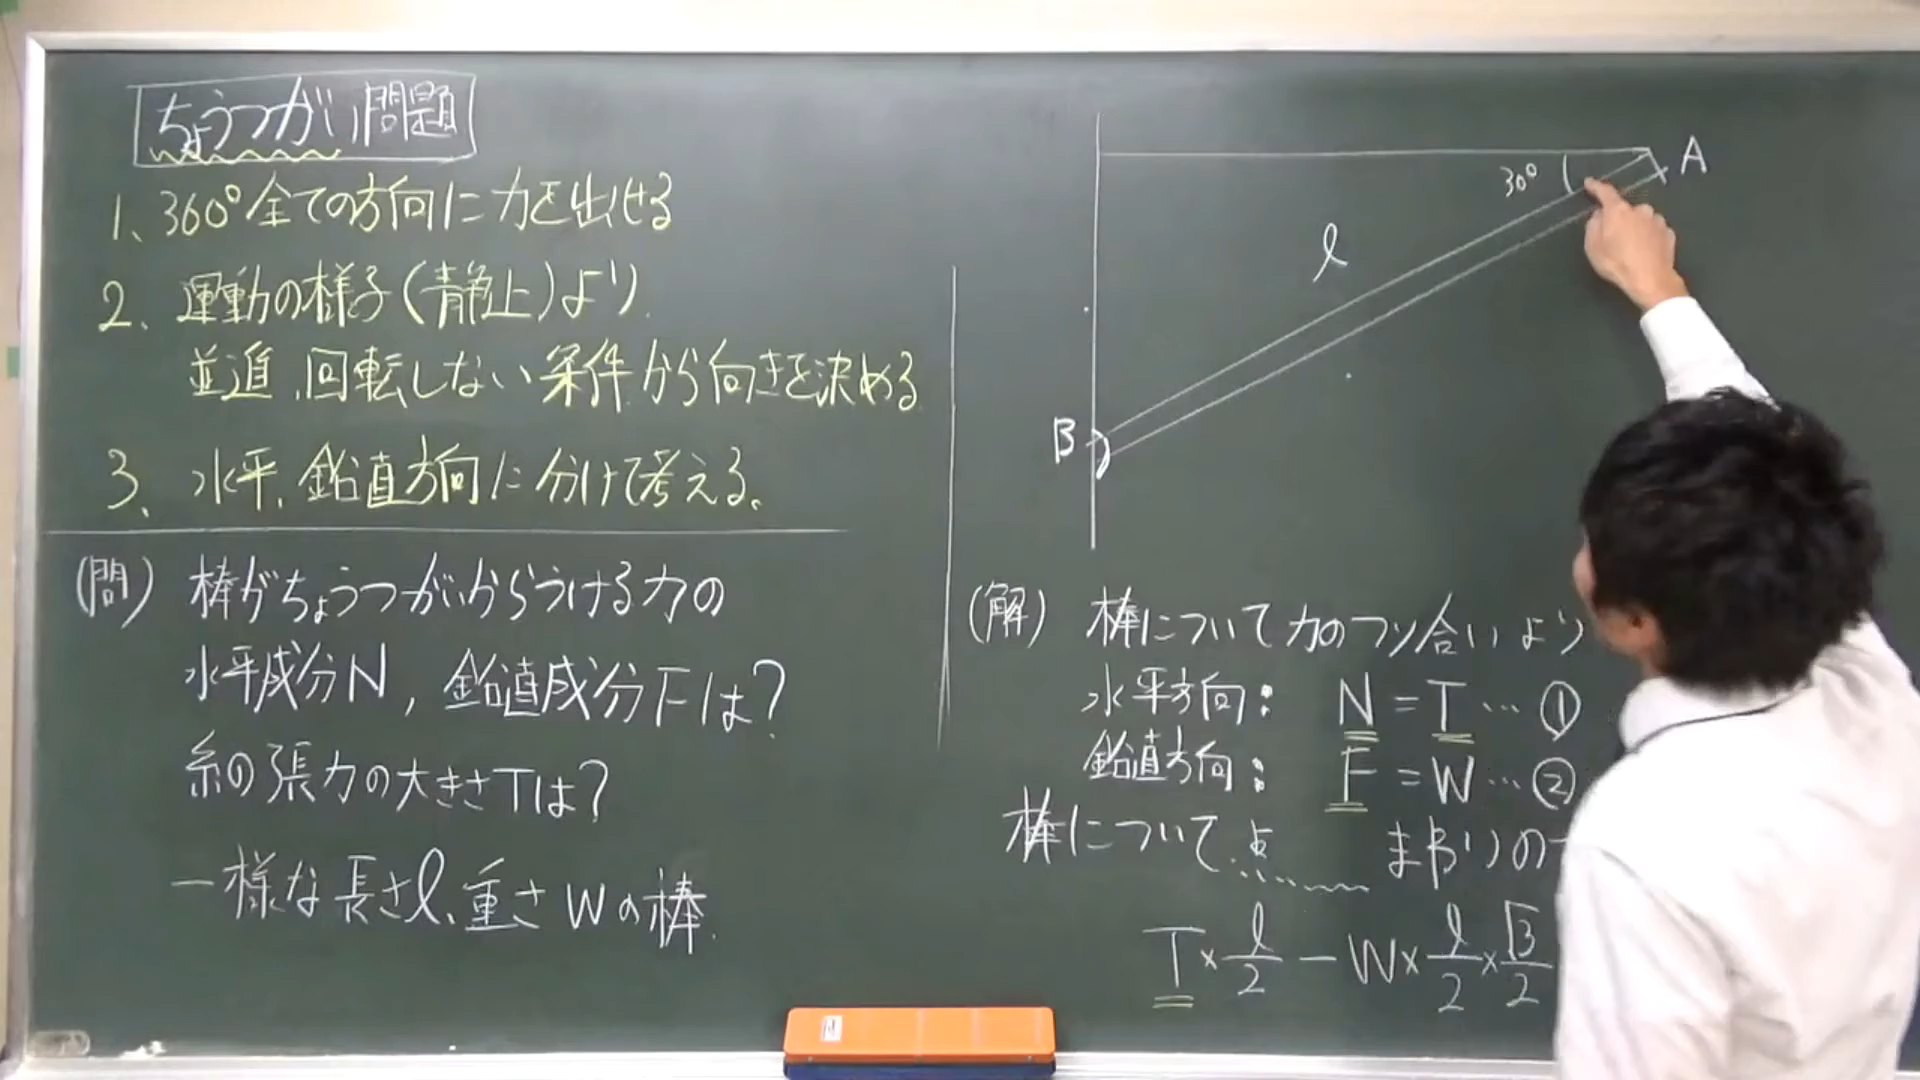 ちょうつがい問題
1、360°全ての方向に力を出せる
2、運動の様子(静止)より
並進、回転しない条件から向きを決める
3、水平、鉛直方向に分けて考える。
(問) 棒がちょうつがいからうける力の
水平成分N, 鉛直成分Fは?
糸の張力の大きさTは?
一様な長さl、重さWの棒.
A
30°
l
B
(解) 棒について力のツリ合いより
水平方向: N = T … ①
鉛直方向: F = W … ②
棒について点 まわりの
T × l/2 - W × l/2 × √3/2